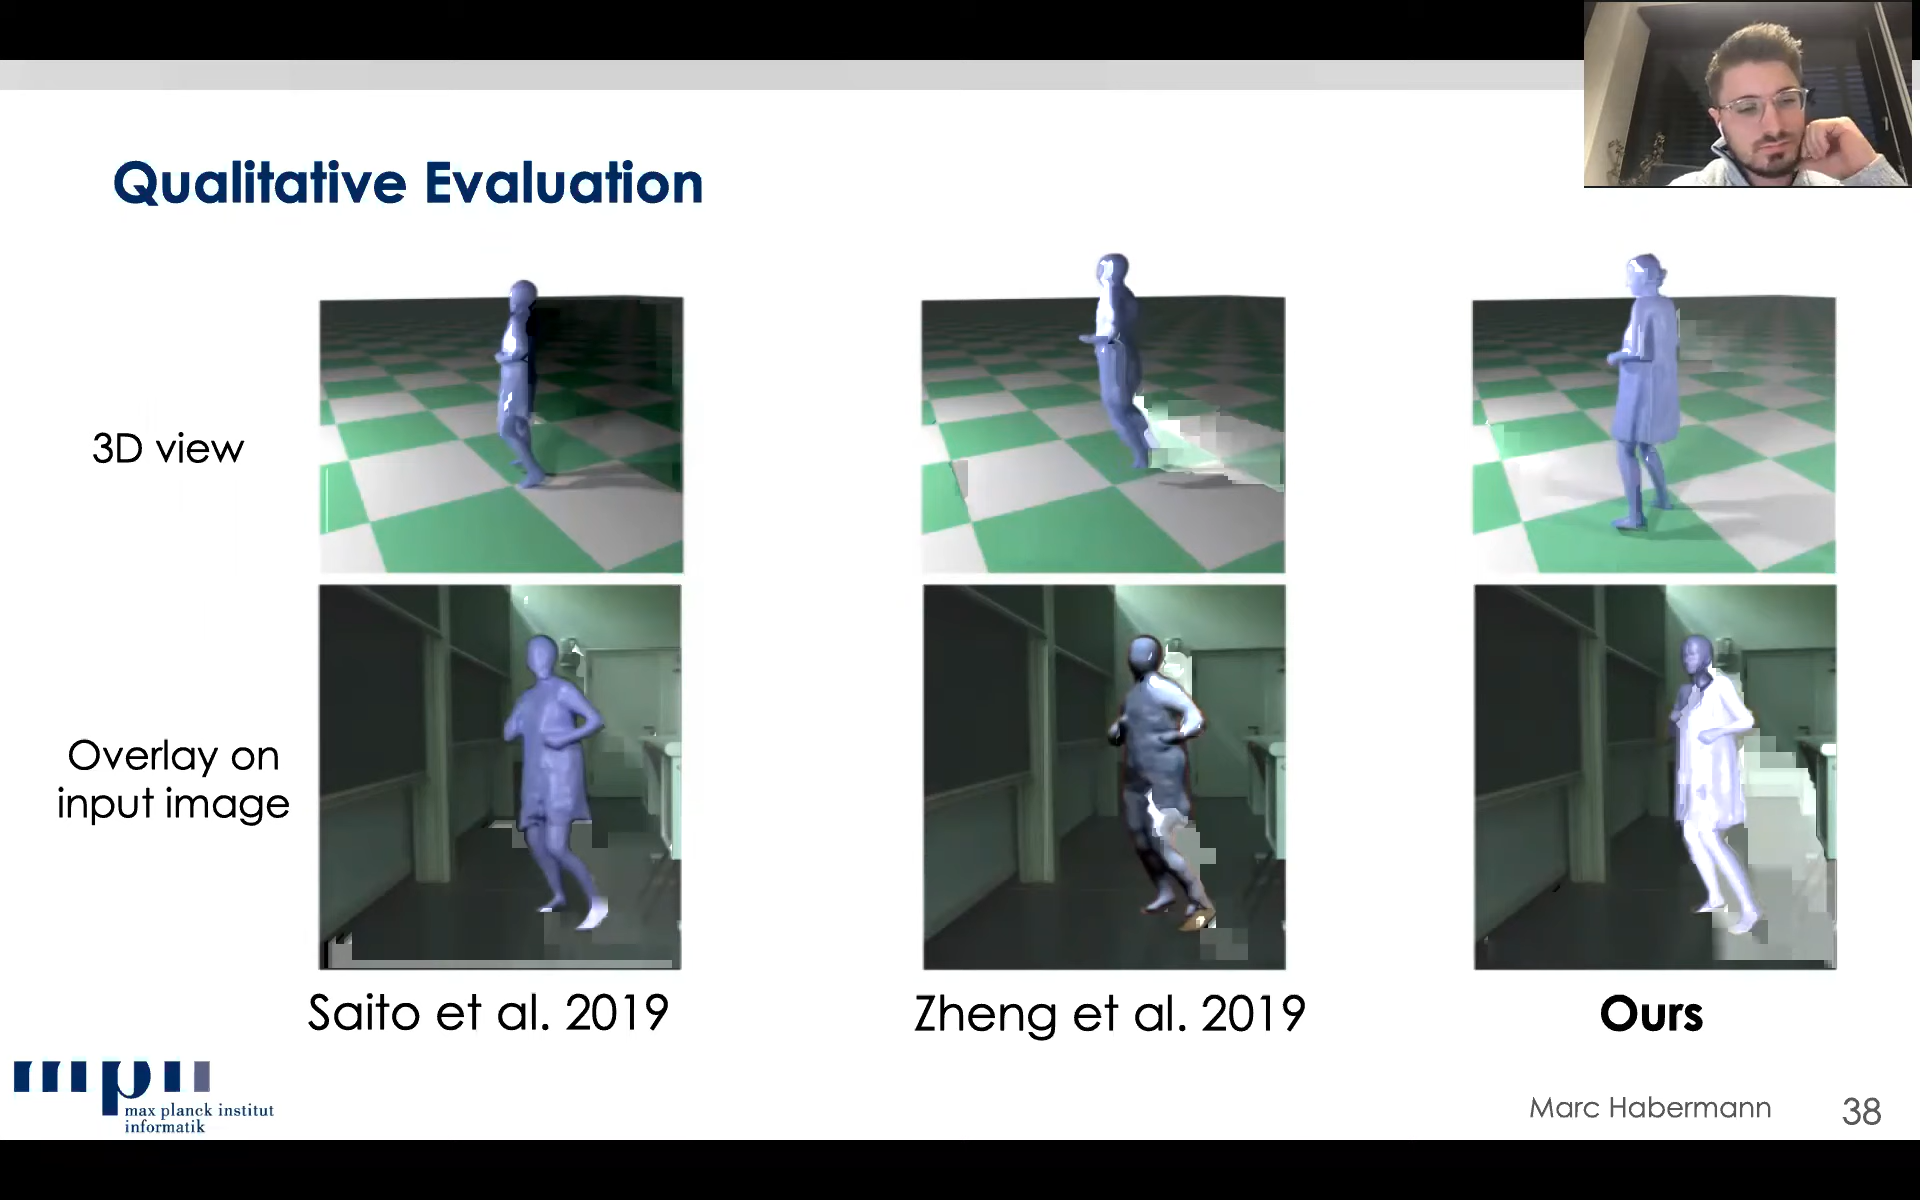 Qualitative Evaluation
3D view
Overlay on
input image
Saito et al. 2019
Zheng et al. 2019
Ours
mpii
max planck institut
informatik
Marc Habermann
38